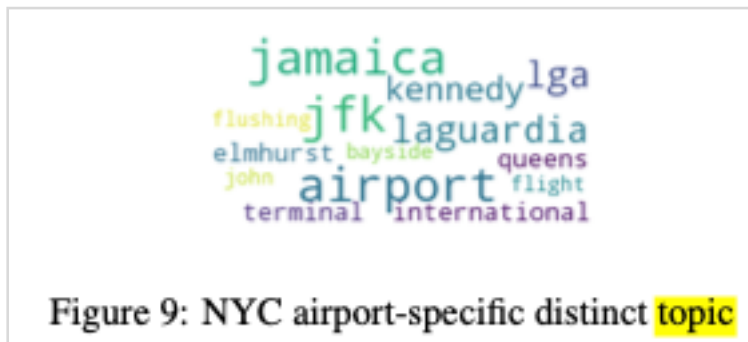 jamaica
kennedy lga
flushing jfk laguardia
elmhurst bayside queens
john airport flight
terminal international
Figure 9: NYC airport-specific distinct topic